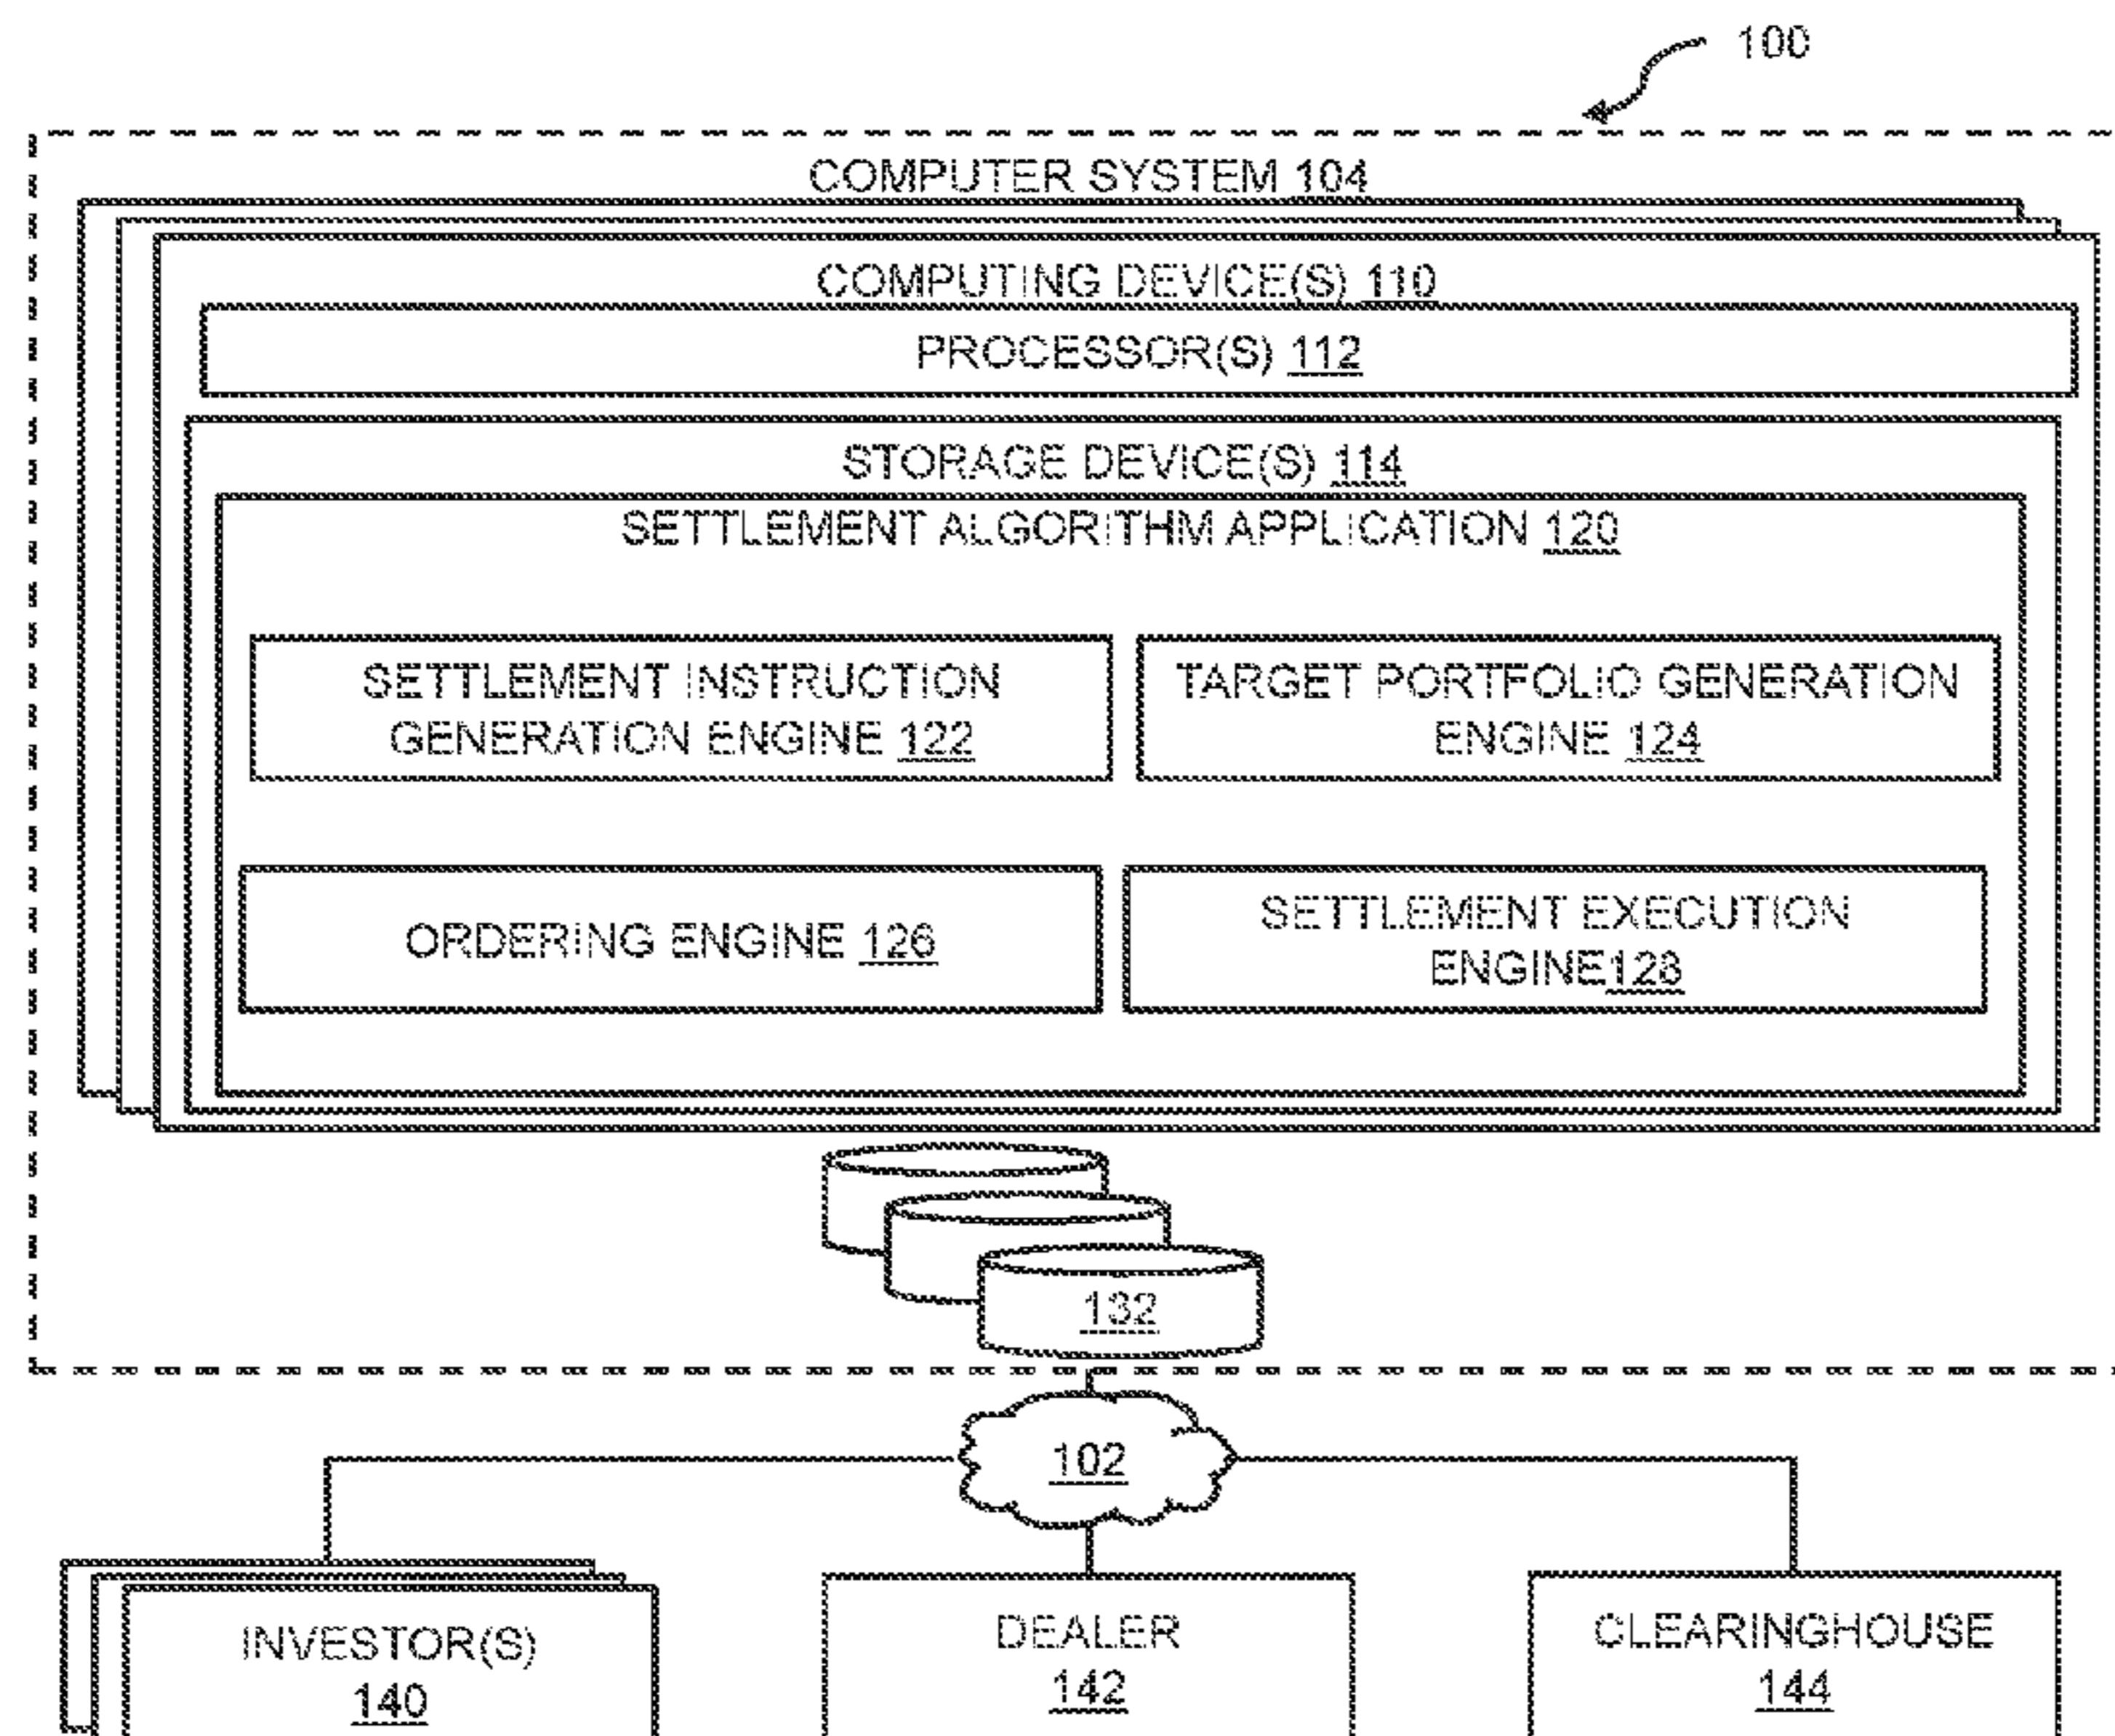 100
COMPUTER SYSTEM 104
COMPUTING DEVICE(S) 110
PROCESSOR(S) 112
STORAGE DEVICE(S) 114
SETTLEMENT ALGORITHM APPLICATION 120
SETTLEMENT INSTRUCTION
GENERATION ENGINE 122
TARGET PORTFOLIO GENERATION
ENGINE 124
ORDERING ENGINE 126
SETTLEMENT EXECUTION
ENGINE128
132
102
INVESTOR(S)
140
DEALER
142
CLEARINGHOUSE
144